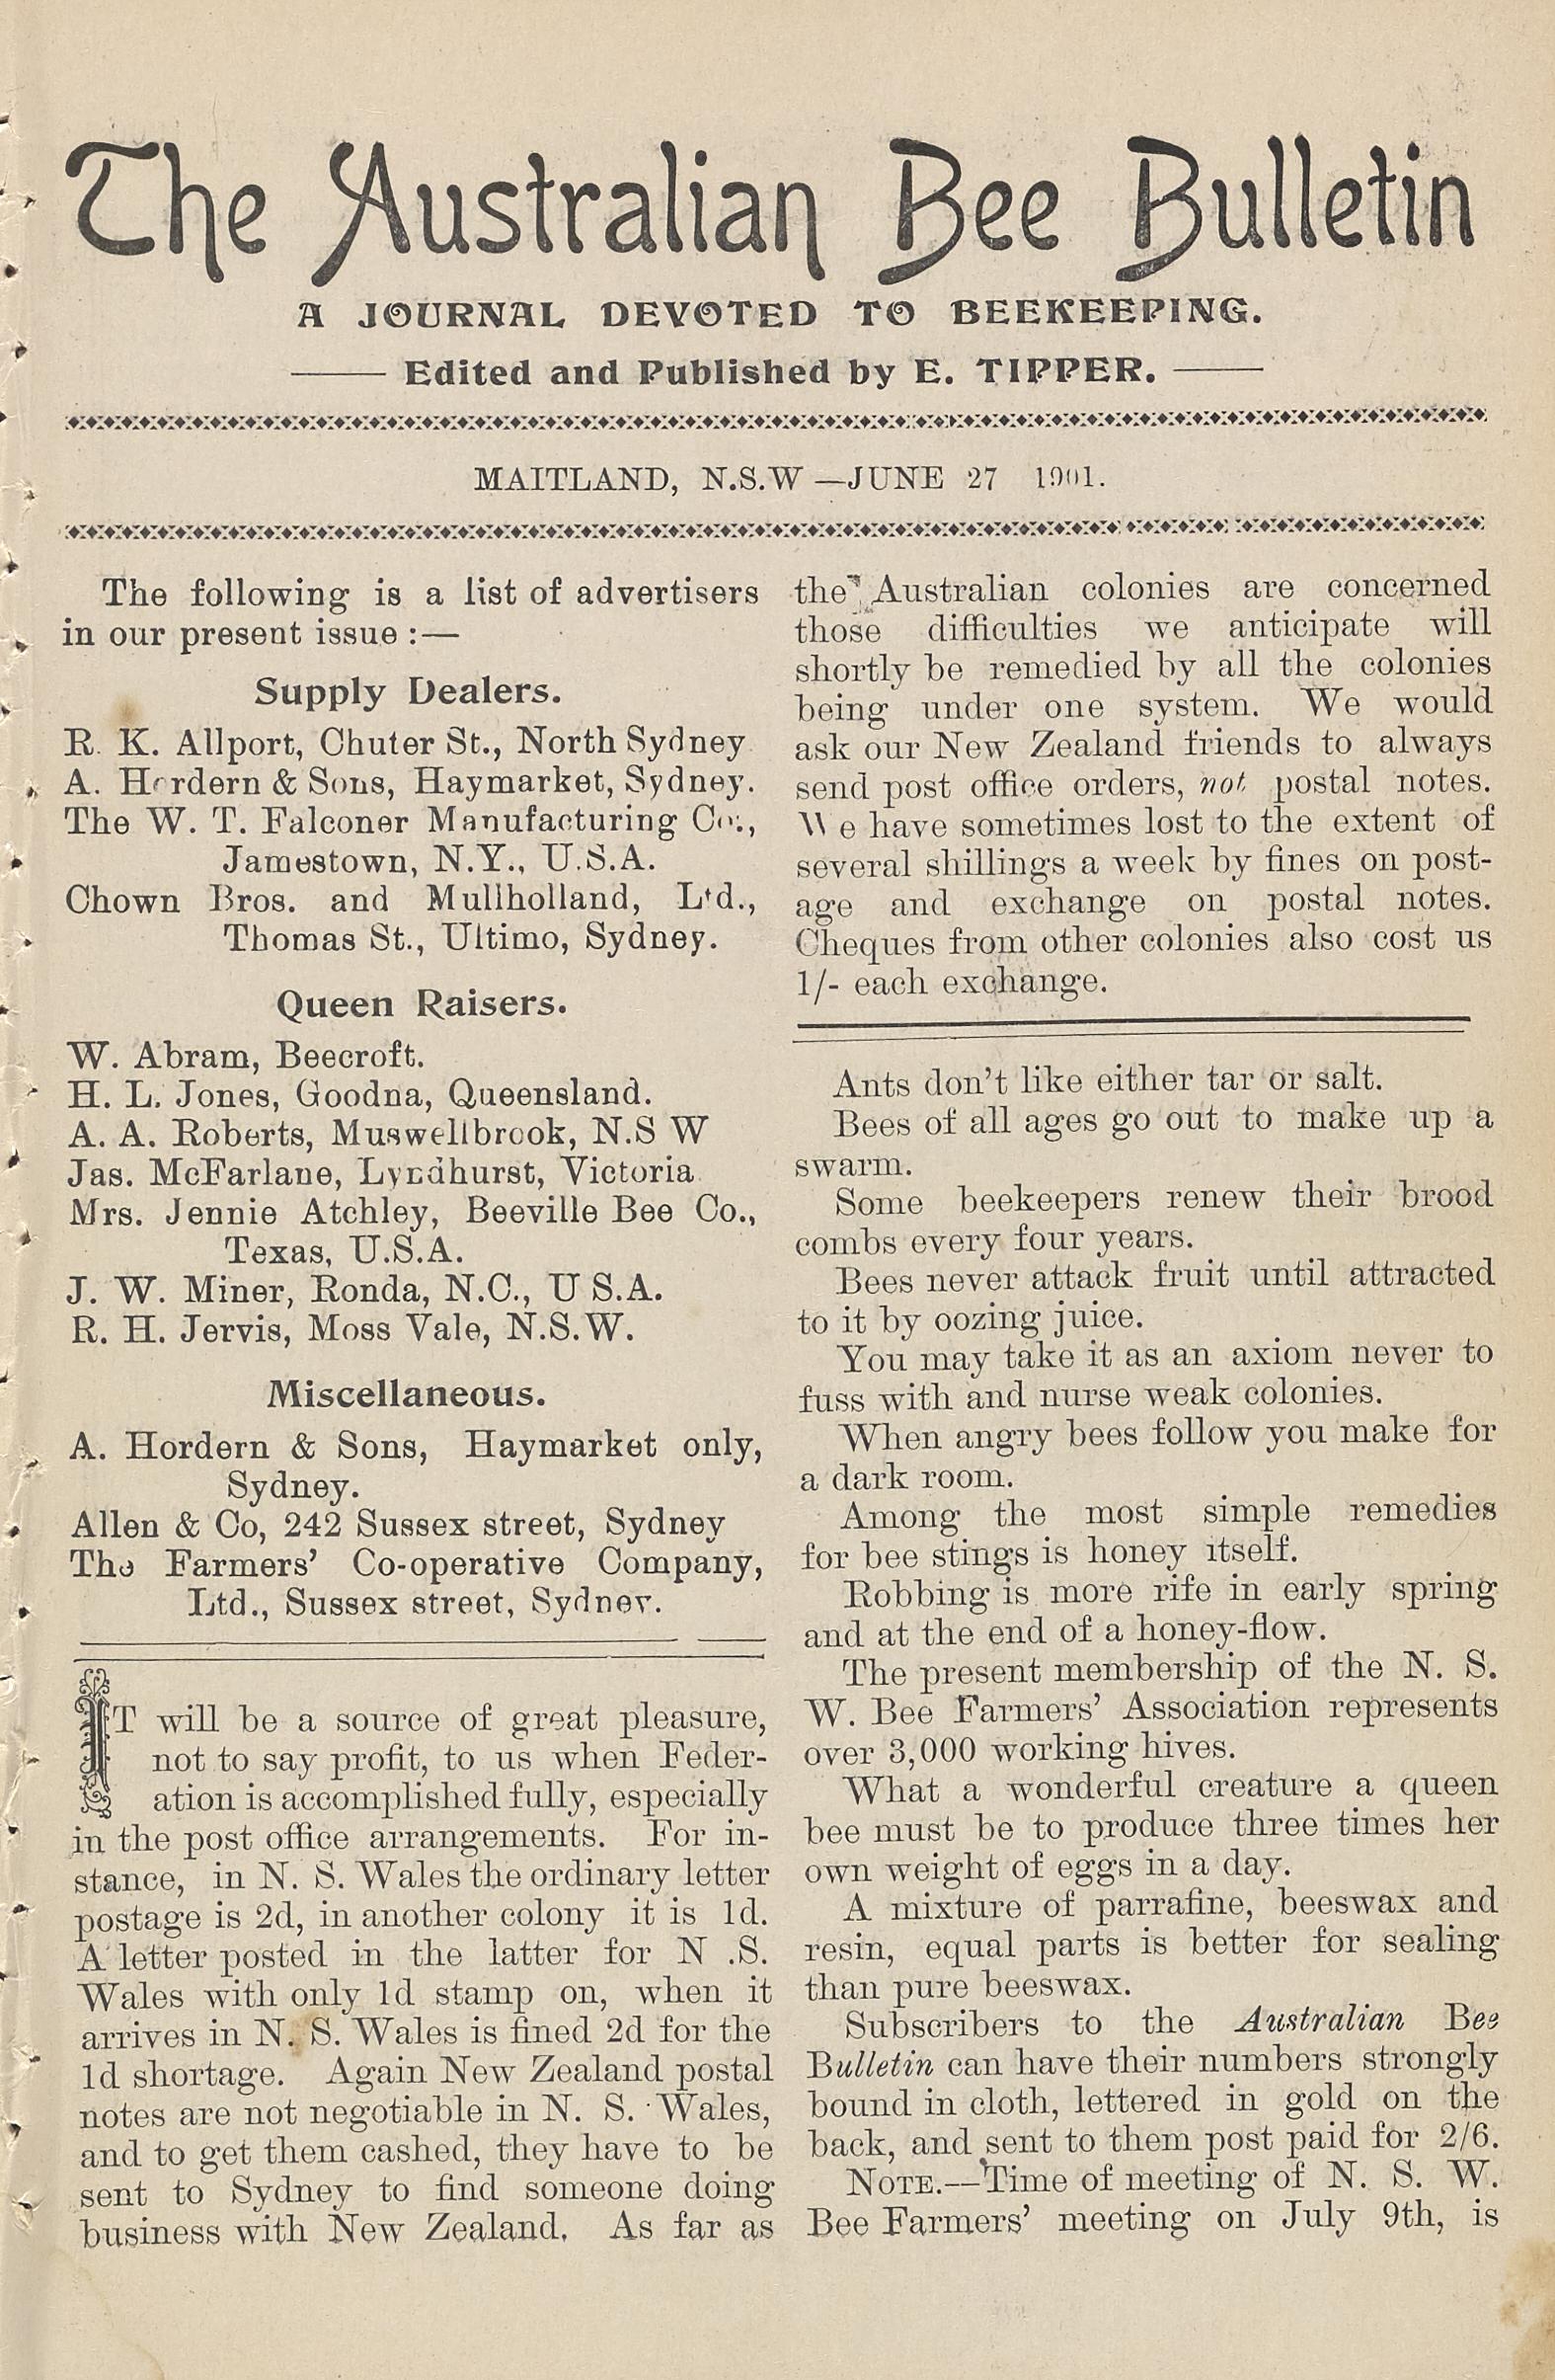 The Australian Bee Bulletin
A JOURNAL DEVOTED TO BEEKEEPING.
Edited and Published by E. TIPPER.
MAITLAND, N.S.W —JUNE 27 1901.
The following is a list of advertisers
in our present issue :—
Supply Dealers.
R. K. Allport, Chuter St., North Sydney
A. Hordern & Sons, Haymarket, Sydney.
The W. T. Falconer Manufacturing Co.,
Jamestown, N.Y., U.S.A.
Chown Bros. and Mullholland, Ltd.,
Thomas St., Ultimo, Sydney.
Queen Raisers.
W. Abram, Beecroft.
H. L. Jones, Goodna, Queensland.
A. A. Roberts, Muswellbrook, N.S W
Jas. McFarlane, Lyndhurst, Victoria
Mrs. Jennie Atchley, Beeville Bee Co.,
Texas, U.S.A.
J. W. Miner, Ronda, N.C., U S.A.
R. H. Jervis, Moss Vale, N.S.W.
Miscellaneous.
A. Hordern & Sons, Haymarket only,
Sydney.
Allen & Co, 242 Sussex street, Sydney
The Farmers' Co-operative Company,
Ltd., Sussex street, Sydney.
IT will be a source of great pleasure,
not to say profit, to us when Feder-
ation is accomplished fully, especially
in the post office arrangements. For in-
stance, in N. S. Wales the ordinary letter
postage is 2d, in another colony it is 1d.
A letter posted in the latter for N .S.
Wales with only 1d stamp on, when it
arrives in N. S. Wales is fined 2d for the
1d shortage. Again New Zealand postal
notes are not negotiable in N. S. Wales,
and to get them cashed, they have to be
sent to Sydney to find someone doing
business with New Zealand. As far as
the Australian colonies are concerned
those difficulties we anticipate will
shortly be remedied by all the colonies
being under one system. We would
ask our New Zealand friends to always
send post office orders, not postal notes.
We have sometimes lost to the extent of
several shillings a week by fines on post-
age and exchange on postal notes.
Cheques from other colonies also cost us
1/- each exchange.
Ants don't like either tar or salt.
Bees of all ages go out to make up a
swarm.
Some beekeepers renew their brood
combs every four years.
Bees never attack fruit until attracted
to it by oozing juice.
You may take it as an axiom never to
fuss with and nurse weak colonies.
When angry bees follow you make for
a dark room.
Among the most simple remedies
for bee stings is honey itself.
Robbing is more rife in early spring
and at the end of a honey-flow.
The present membership of the N. S.
W. Bee Farmers' Association represents
over 3,000 working hives.
What a wonderful creature a queen
bee must be to produce three times her
own weight of eggs in a day.
A mixture of parrafine, beeswax and
resin, equal parts is better for sealing
than pure beeswax.
Subscribers to the Australian Bee
Bulletin can have their numbers strongly
bound in cloth, lettered in gold on the
back, and sent to them post paid for 2/6.
NOTE.—Time of meeting of N. S. W.
Bee Farmers' meeting on July 9th, is